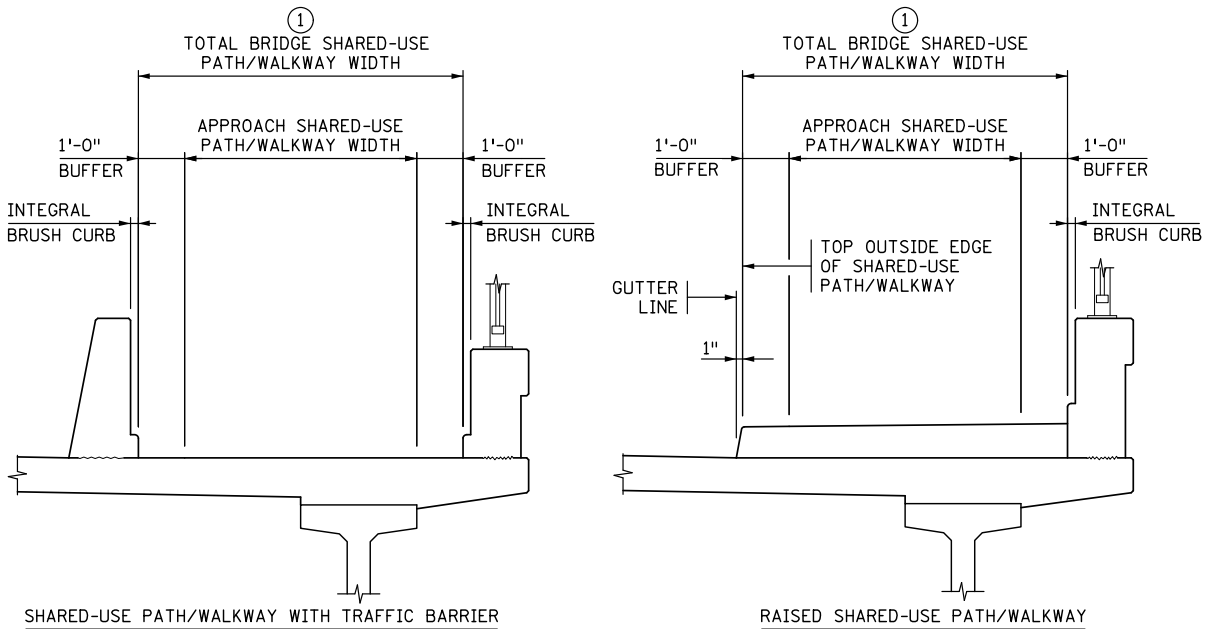 ①
TOTAL BRIDGE SHARED-USE
PATH/WALKWAY WIDTH
APPROACH SHARED-USE
PATH/WALKWAY WIDTH
1'-0"
BUFFER
1'-0"
BUFFER
INTEGRAL
BRUSH CURB
INTEGRAL
BRUSH CURB
SHARED-USE PATH/WALKWAY WITH TRAFFIC BARRIER
①
TOTAL BRIDGE SHARED-USE
PATH/WALKWAY WIDTH
APPROACH SHARED-USE
PATH/WALKWAY WIDTH
1'-0"
BUFFER
1'-0"
BUFFER
INTEGRAL
BRUSH CURB
TOP OUTSIDE EDGE
OF SHARED-USE
PATH/WALKWAY
GUTTER
LINE
1"
RAISED SHARED-USE PATH/WALKWAY